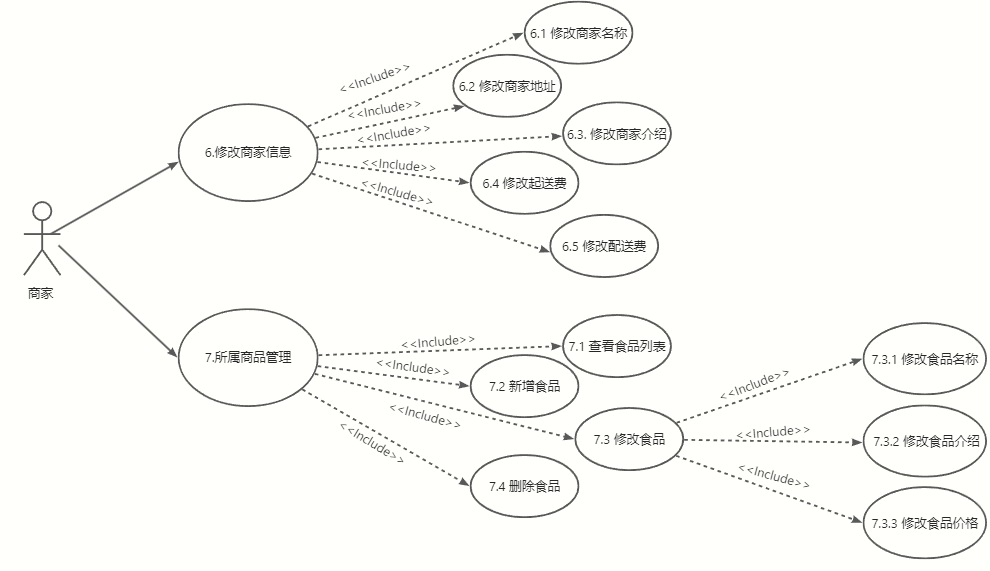 6.1 修改商家名称
<<Include>>
6.2 修改商家地址
<<Include>>
6.3. 修改商家介绍
<<Include>>
6.修改商家信息
<<Include>>
6.4 修改起送费
<<Include>>
6.5 修改配送费
商家
7.1 查看食品列表
<<Include>>
7.所属商品管理
<<Include>>
7.2 新增食品
<<Include>>
7.3 修改食品
<<Include>>
7.4 删除食品
<<Include>>
7.3.1 修改食品名称
<<Include>>
7.3.2 修改食品介绍
<<Include>>
7.3.3 修改食品价格